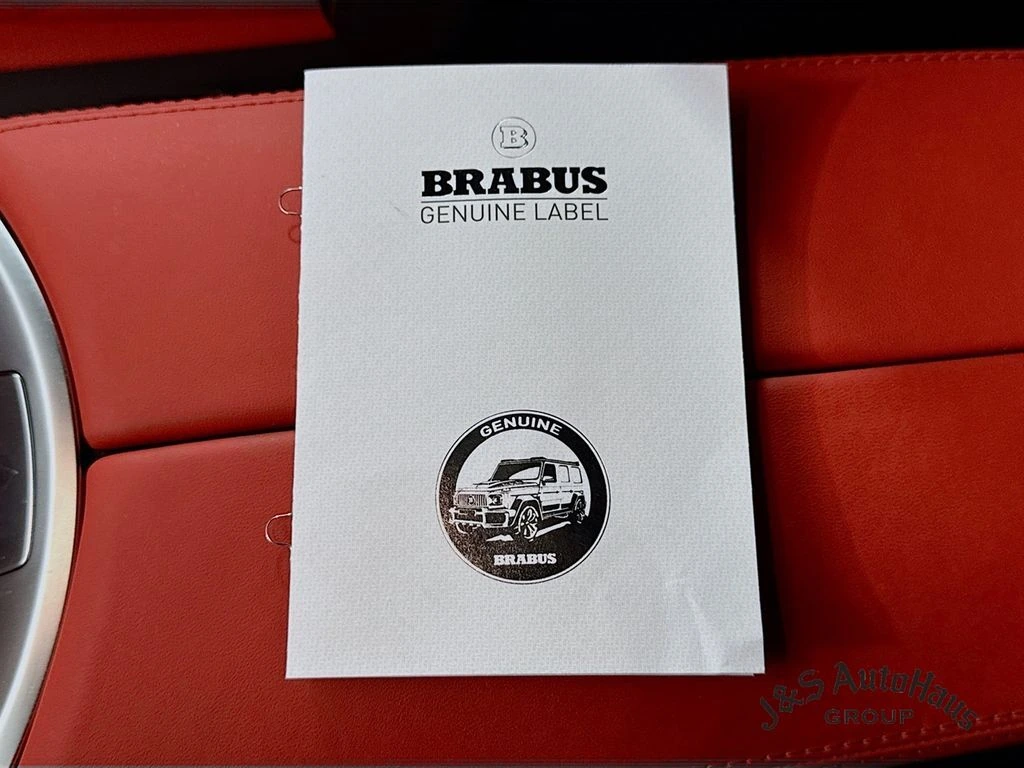 B
BRABUS
GENUINE LABEL
GENUINE
BRABUS
J&S AutoHaus
GROUP